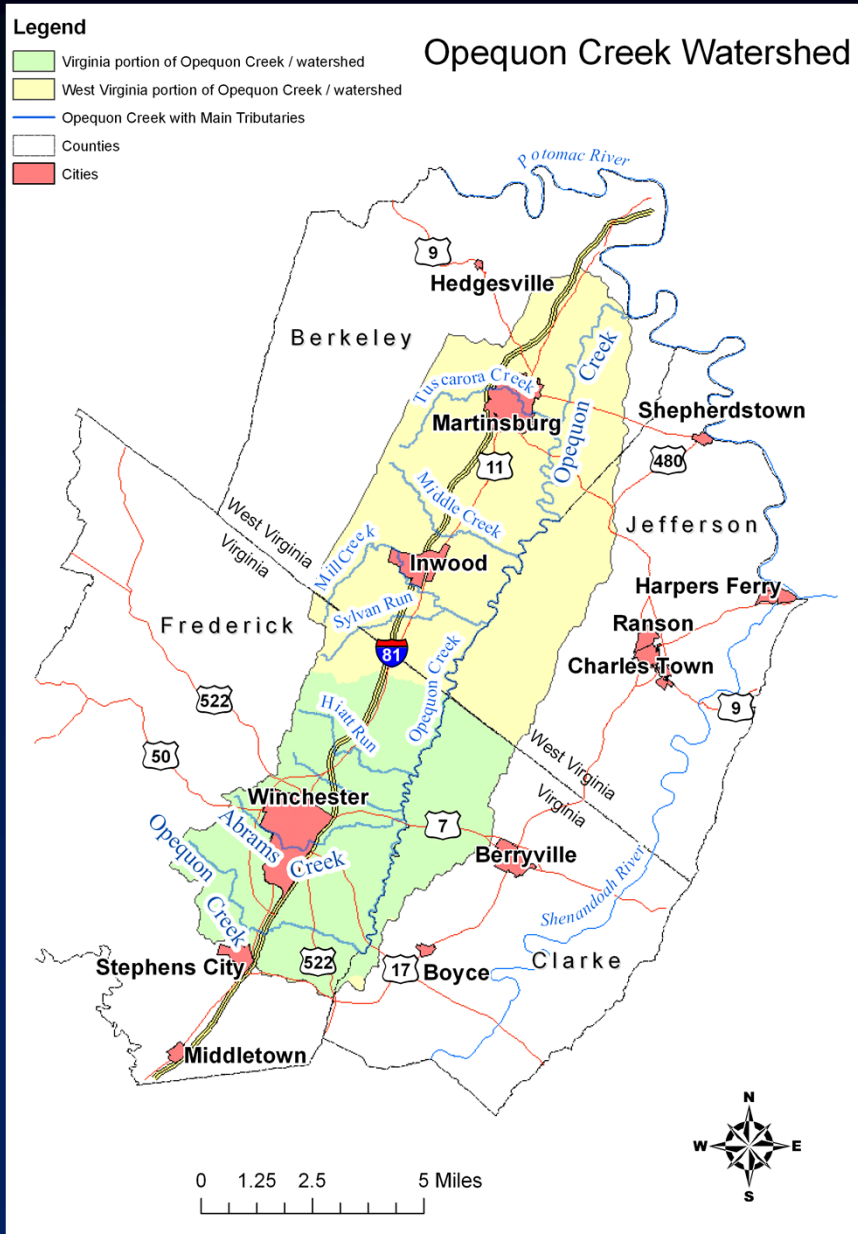 Legend
Opequon Creek Watershed
Virginia portion of Opequon Creek / watershed
West Virginia portion of Opequon Creek / watershed
Opequon Creek with Main Tributaries
Counties
Cities
Potomac River
9
Hedgesville
Berkeley
Tuscarora Creek
Opequon Creek
Martinsburg
Shepherdstown
11
480
Middle Creek
Jefferson
West Virginia
Virginia
Mill Creek
Inwood
Harpers Ferry
Sylvan Run
Frederick
Ranson
81
Charles Town
Opequon Creek
522
9
Hiatt Run
50
West Virginia
Virginia
Winchester
Abrams Creek
7
Berryville
Opequon Creek
Shenandoah River
Stephens City
522
17
Boyce
Clarke
Middletown
N
W
E
S
0 1.25 2.5 5 Miles